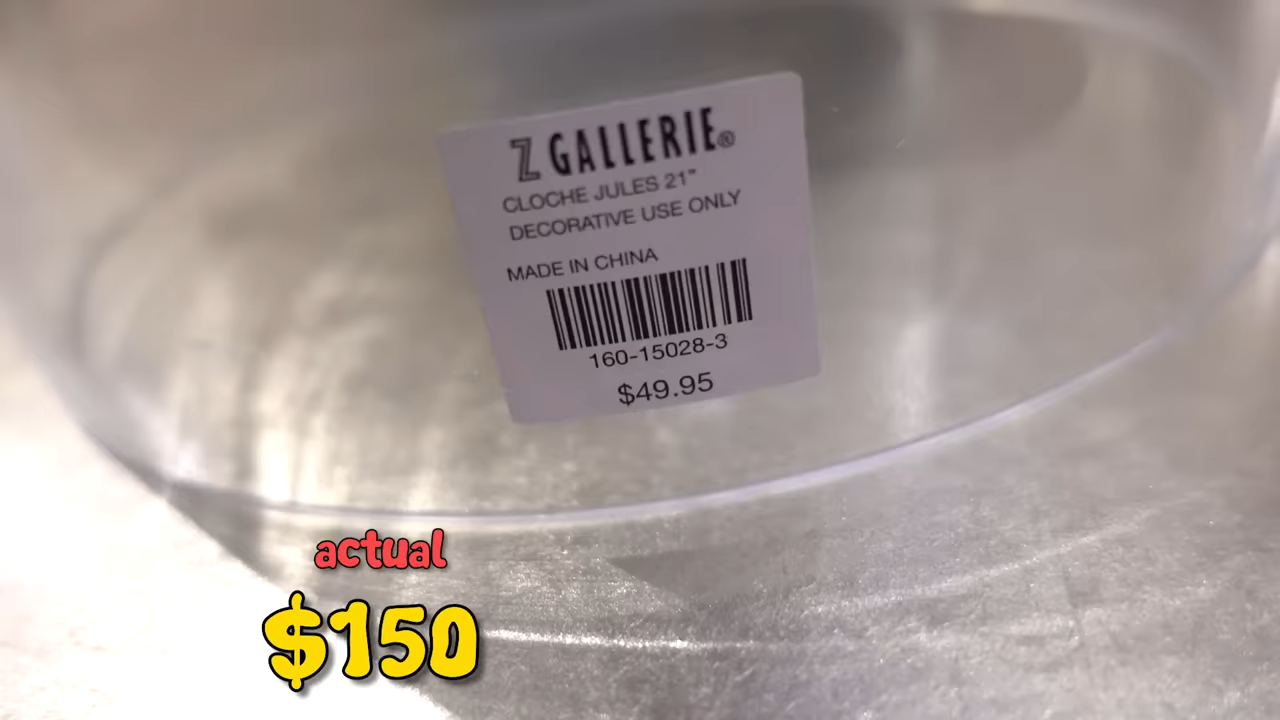 Z GALLERIE®
CLOCHE JULES 21"
DECORATIVE USE ONLY
MADE IN CHINA
160-15028-3
$49.95
actual
$150